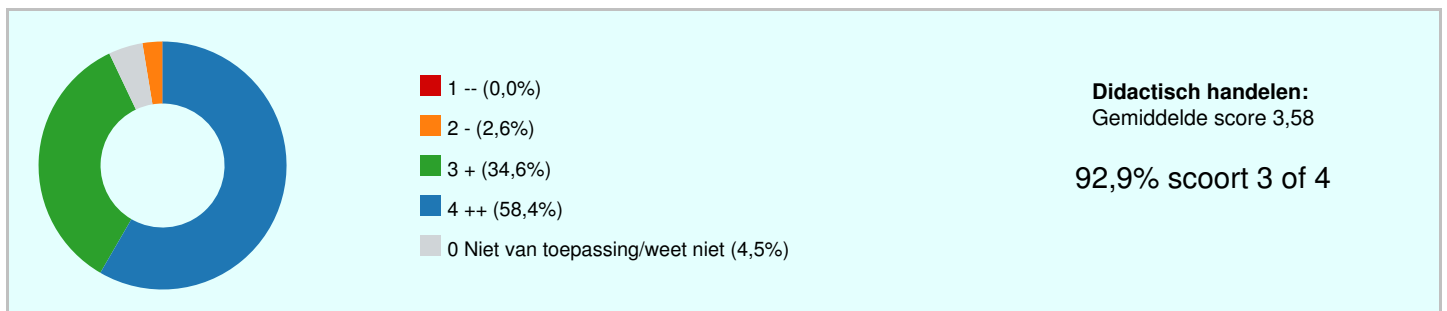 1 -- (0,0%)
2 - (2,6%)
3 + (34,6%)
4 ++ (58,4%)
0 Niet van toepassing/weet niet (4,5%)
Didactisch handelen:
Gemiddelde score 3,58
92,9% scoort 3 of 4